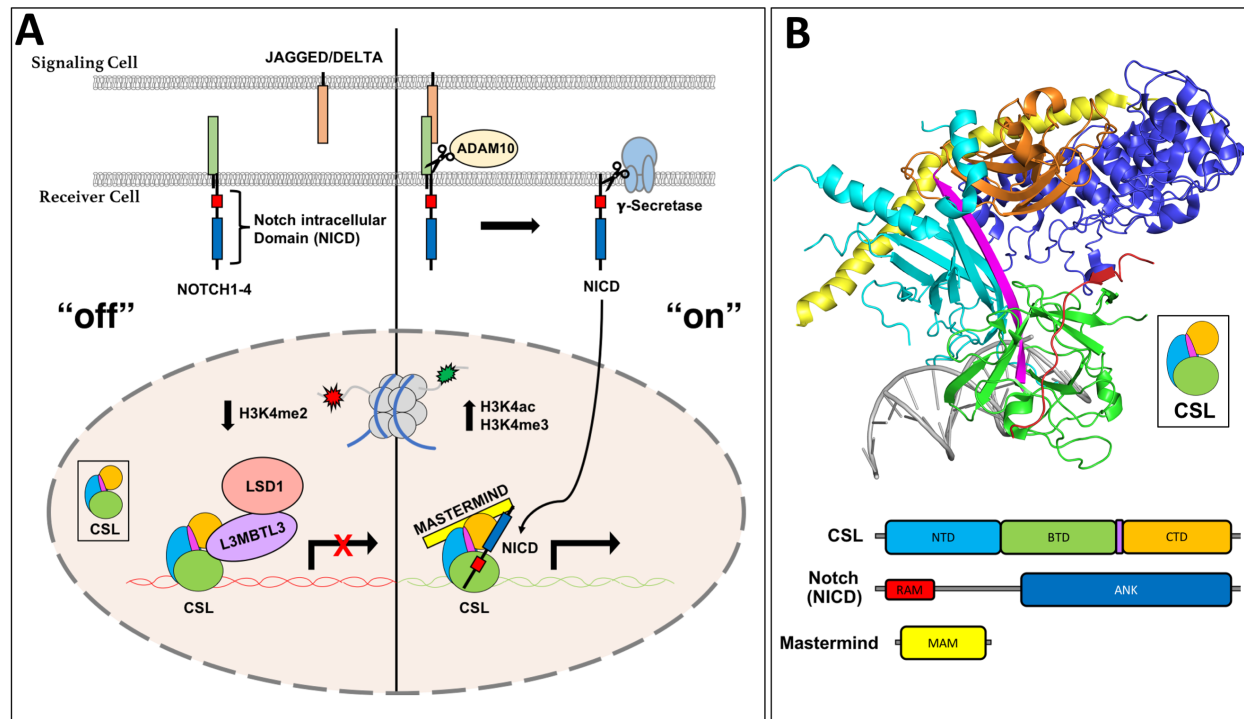 A
Signaling Cell
JAGGED/DELTA
ADAM10
Receiver Cell
Notch intracellular
Domain (NICD)
γ-Secretase
NOTCH1-4
NICD
“off”
“on”
H3K4me2
H3K4ac
H3K4me3
CSL
LSD1
L3MBTL3
X
CSL
MASTERMIND
NICD
CSL
B
CSL
CSL
NTD
BTD
CTD
Notch
(NICD)
RAM
ANK
Mastermind
MAM